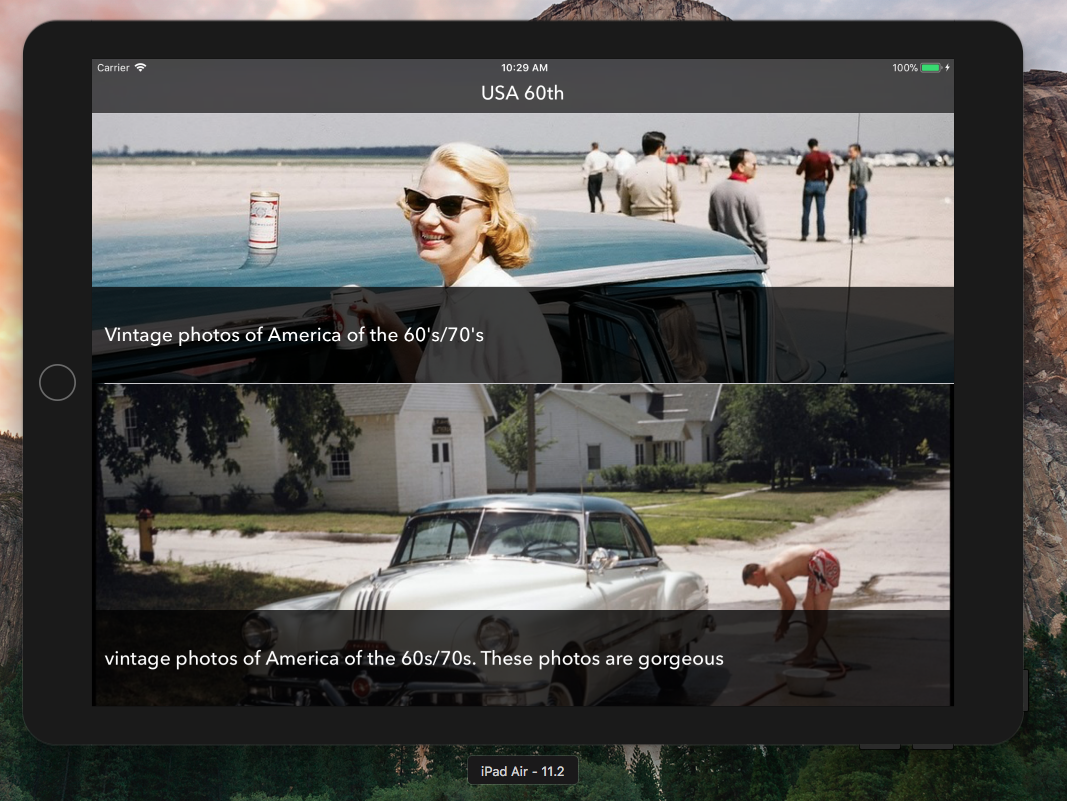 Carrier
10:29 AM
100%
USA 60th
Vintage photos of America of the 60's/70's
vintage photos of America of the 60s/70s. These photos are gorgeous
iPad Air - 11.2